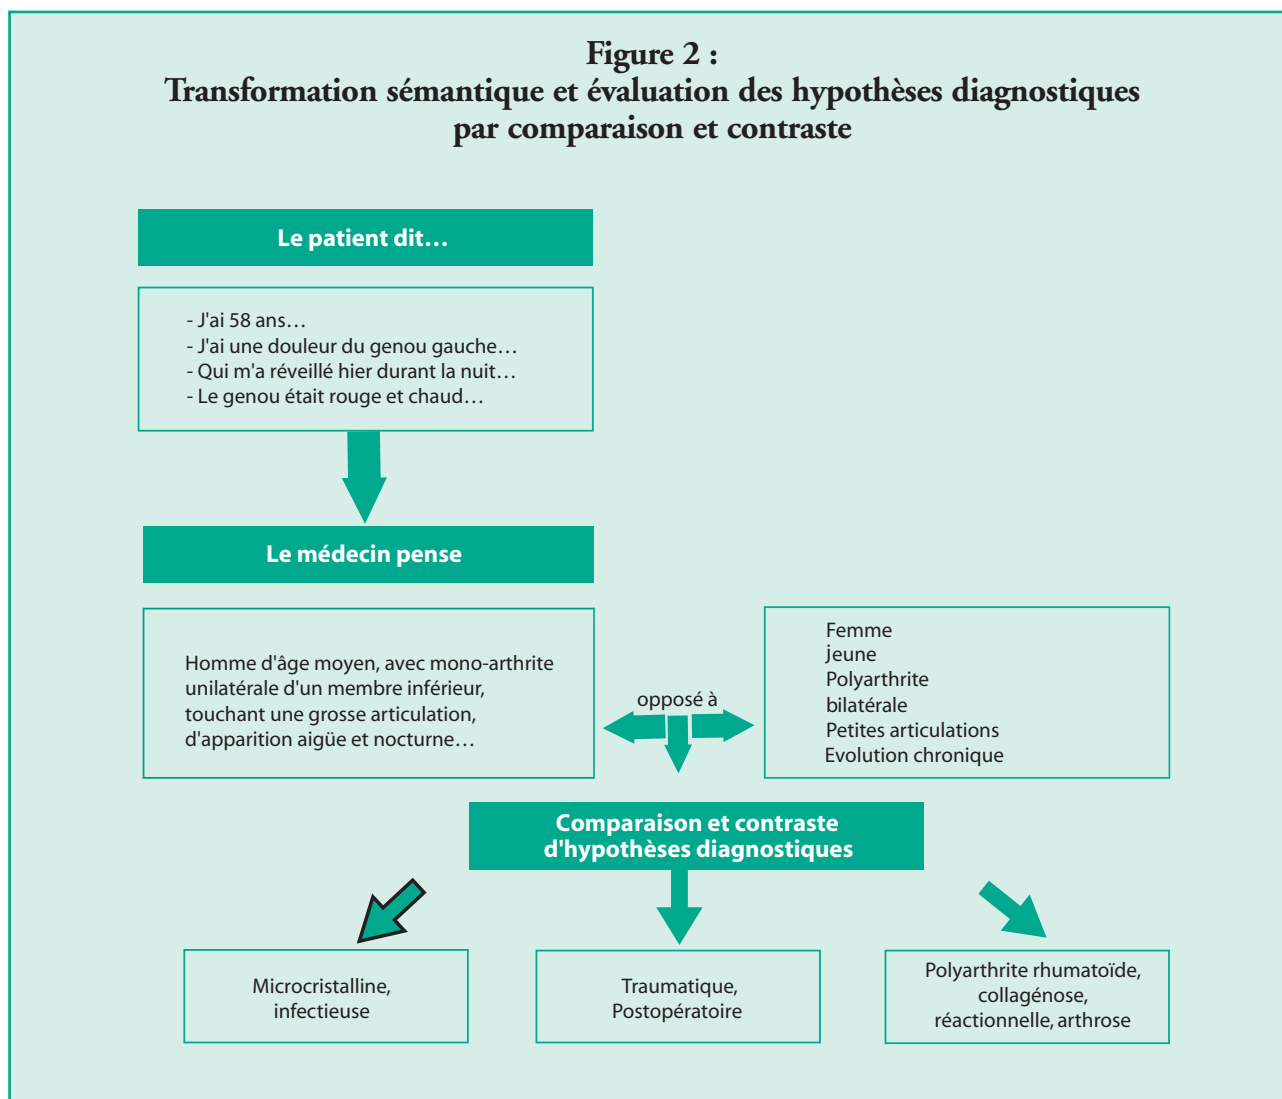 Figure 2 :
Transformation sémantique et évaluation des hypothèses diagnostiques
par comparaison et contraste
Le patient dit…
- J'ai 58 ans…
- J'ai une douleur du genou gauche…
- Qui m'a réveillé hier durant la nuit…
- Le genou était rouge et chaud…
Le médecin pense
Homme d'âge moyen, avec mono-arthrite
unilatérale d'un membre inférieur,
touchant une grosse articulation,
d'apparition aigüe et nocturne…
opposé à
Femme
jeune
Polyarthrite
bilatérale
Petites articulations
Evolution chronique
Comparaison et contraste
d'hypothèses diagnostiques
Microcristalline,
infectieuse
Traumatique,
Postopératoire
Polyarthrite rhumatoïde,
collagénose,
réactionnelle, arthrose